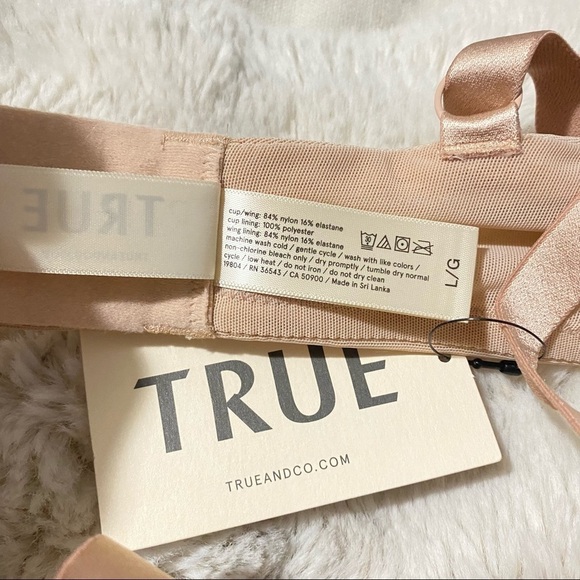 TRUE
TRUEANDCO.COM
cup/wing: 84% nylon 16% elastane
cup lining: 100% polyester
wing lining: 84% nylon 16% elastane
machine wash cold / gentle cycle / wash with like colors /
non-chlorine bleach only / dry promptly / tumble dry normal
cycle / low heat / do not iron / do not dry clean
19804 / RN 36543 / CA 50900 / Made in Sri Lanka
L/G
TRUE
TRUEANDCO.COM